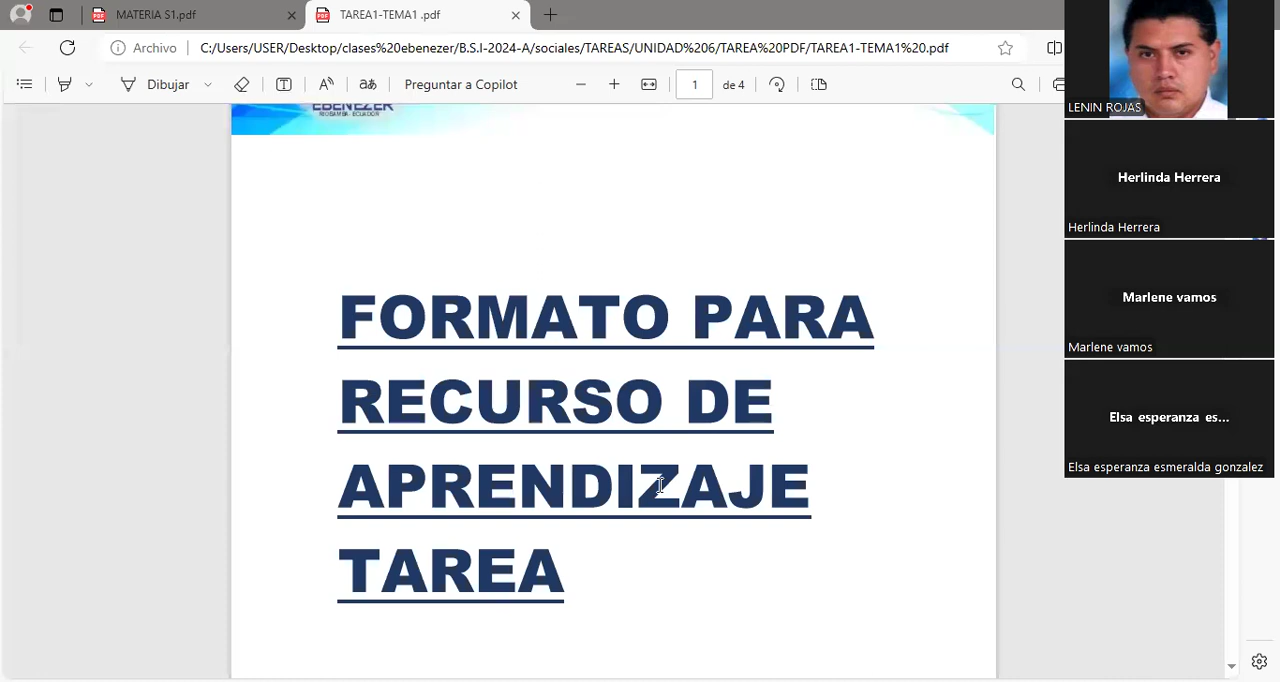 MATERIA S1.pdf
TAREA1-TEMA1 .pdf
Archivo
C:/Users/USER/Desktop/clases%20ebenezer/B.S.I-2024-A/sociales/TAREAS/UNIDAD%206/TAREA%20PDF/TAREA1-TEMA1%20.pdf
Dibujar
Preguntar a Copilot
1
de 4
EBENEZER
RIOBAMBA - ECUADOR
FORMATO PARA
RECURSO DE
APRENDIZAJE
TAREA
LENIN ROJAS
Herlinda Herrera
Herlinda Herrera
Marlene vamos
Marlene vamos
Elsa esperanza es...
Elsa esperanza esmeralda gonzalez